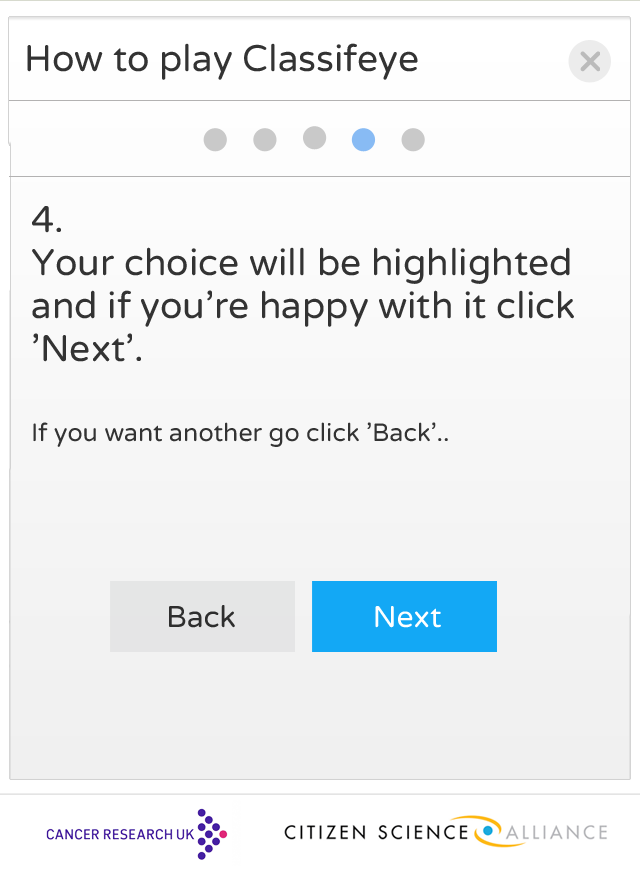 How to play Classifeye
4.
Your choice will be highlighted
and if you’re happy with it click
’Next’.
If you want another go click ’Back’..
Back
Next
CANCER RESEARCH UK
CITIZEN SCIENCE ALLIANCE